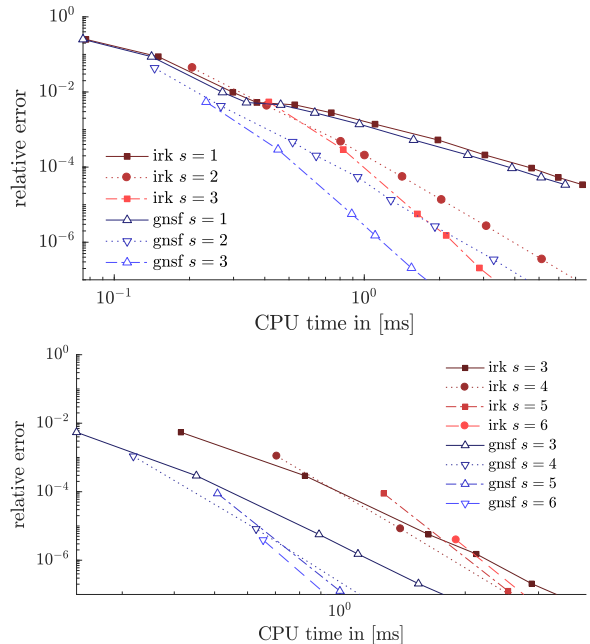 10^0
10^-2
10^-4
10^-6
relative error
irk s = 1
irk s = 2
irk s = 3
gnsf s = 1
gnsf s = 2
gnsf s = 3
10^-1
10^0
CPU time in [ms]
10^0
10^-2
10^-4
10^-6
relative error
irk s = 3
irk s = 4
irk s = 5
irk s = 6
gnsf s = 3
gnsf s = 4
gnsf s = 5
gnsf s = 6
10^0
CPU time in [ms]